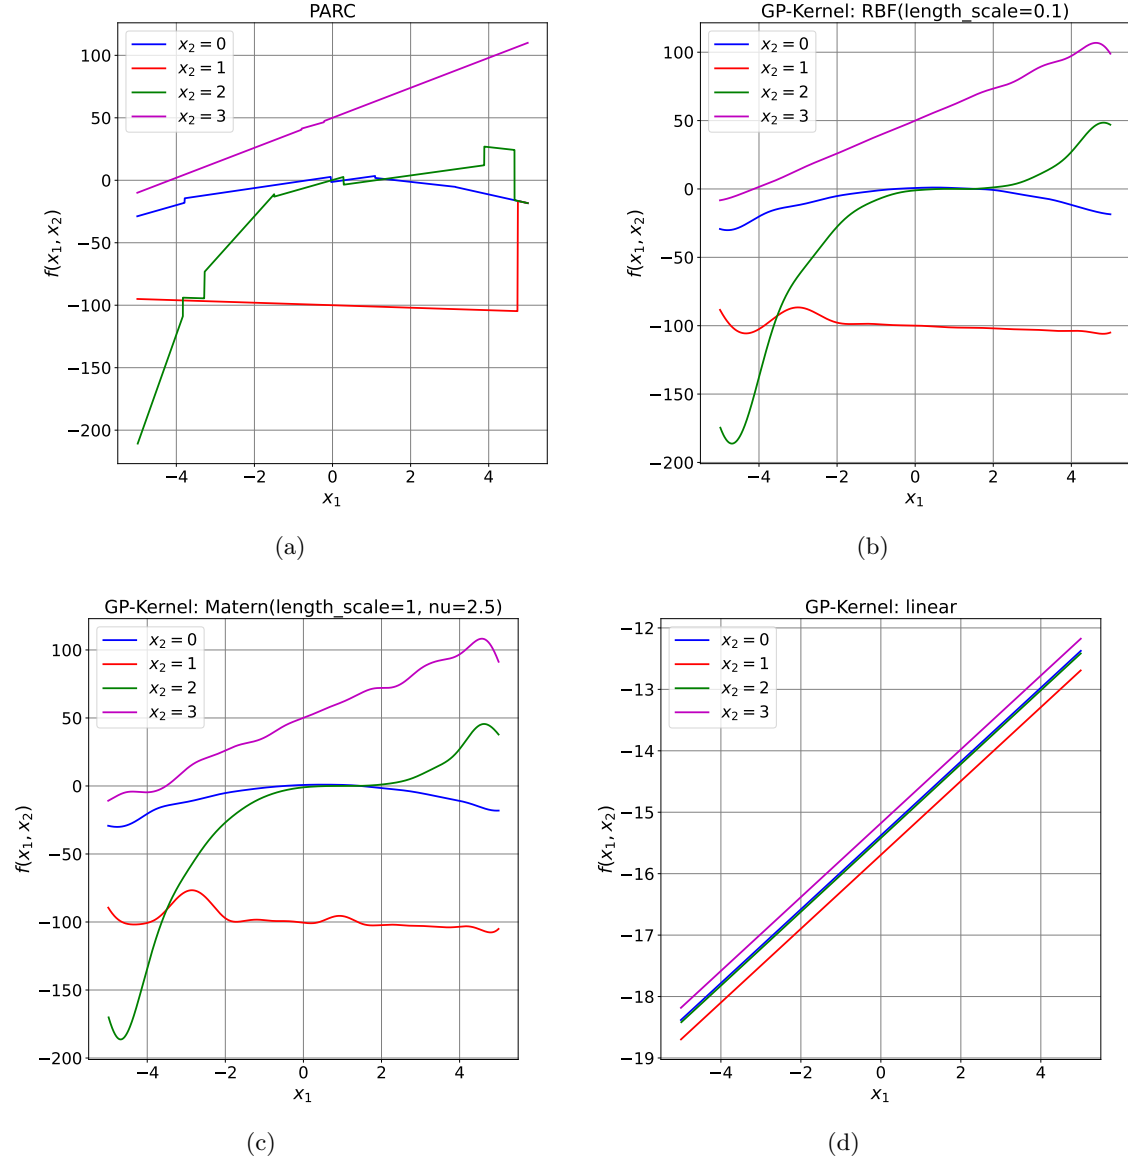 PARC
x₂ = 0
x₂ = 1
x₂ = 2
x₂ = 3
100
50
0
−50
−100
−150
−200
f(x₁, x₂)
−4 −2 0 2 4
x₁
(a)
GP-Kernel: RBF(length_scale=0.1)
x₂ = 0
x₂ = 1
x₂ = 2
x₂ = 3
100
50
0
−50
−100
−150
−200
f(x₁, x₂)
−4 −2 0 2 4
x₁
(b)
GP-Kernel: Matern(length_scale=1, nu=2.5)
x₂ = 0
x₂ = 1
x₂ = 2
x₂ = 3
100
50
0
−50
−100
−150
−200
f(x₁, x₂)
−4 −2 0 2 4
x₁
(c)
GP-Kernel: linear
x₂ = 0
x₂ = 1
x₂ = 2
x₂ = 3
−12
−13
−14
−15
−16
−17
−18
−19
f(x₁, x₂)
−4 −2 0 2 4
x₁
(d)